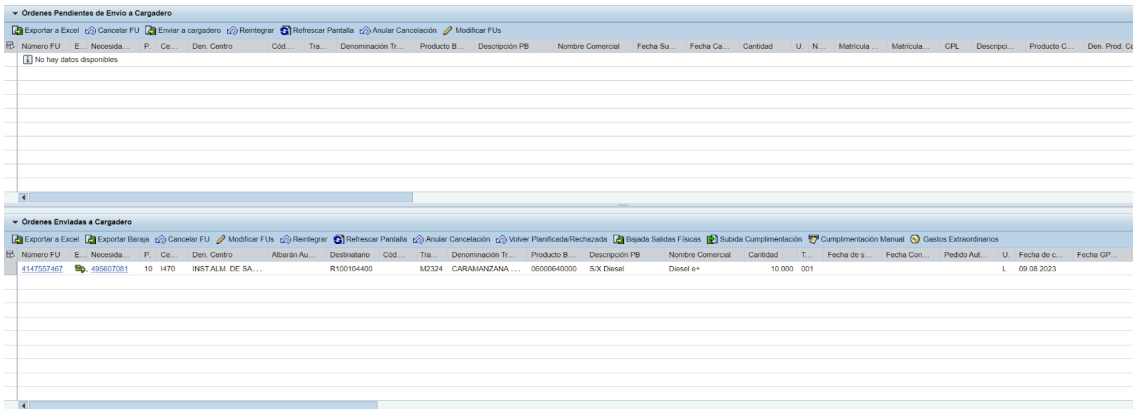 Órdenes Pendientes de Envio a Cargadero
Exportar a Excel Cancelar FU Enviar a cargadero Reintegrar Refrescar Pantalla Anular Cancelación Modificar FUs
Número FU E... Necesida... P. Ce... Den. Centro Cód.... Tra... Denominación Tr... Producto B... Descripción PB Nombre Comercial Fecha Su... Fecha Ca... Cantidad U. N... Matrícula ... Matrícula... CPL Descripci... Producto C... Den. Prod. Co
No hay datos disponibles
Órdenes Enviadas a Cargadero
Exportar a Excel Exportar Baraja Cancelar FU Modificar FUs Reintegrar Refrescar Pantalla Anular Cancelación Volver Planificada/Rechazada Bajada Salidas Físicas Subida Cumplimentación Cumplimentación Manual Gastos Extraordinarios
Número FU E... Necesida... P. Ce... Den. Centro Albarán Au... Destinatario Cód.... Tra... Denominación Tr... Producto B... Descripción PB Nombre Comercial Cantidad T... Fecha de s... Fecha Con... Pedido Aut... U. Fecha de c... Fecha GP...
4147557467 495607081 10 I470 INST.ALM. DE SA... R100104400 M2324 CARAMANZANA ... 06000640000 S/X Diesel Diesel e+ 10.000 001 L 09.08.2023